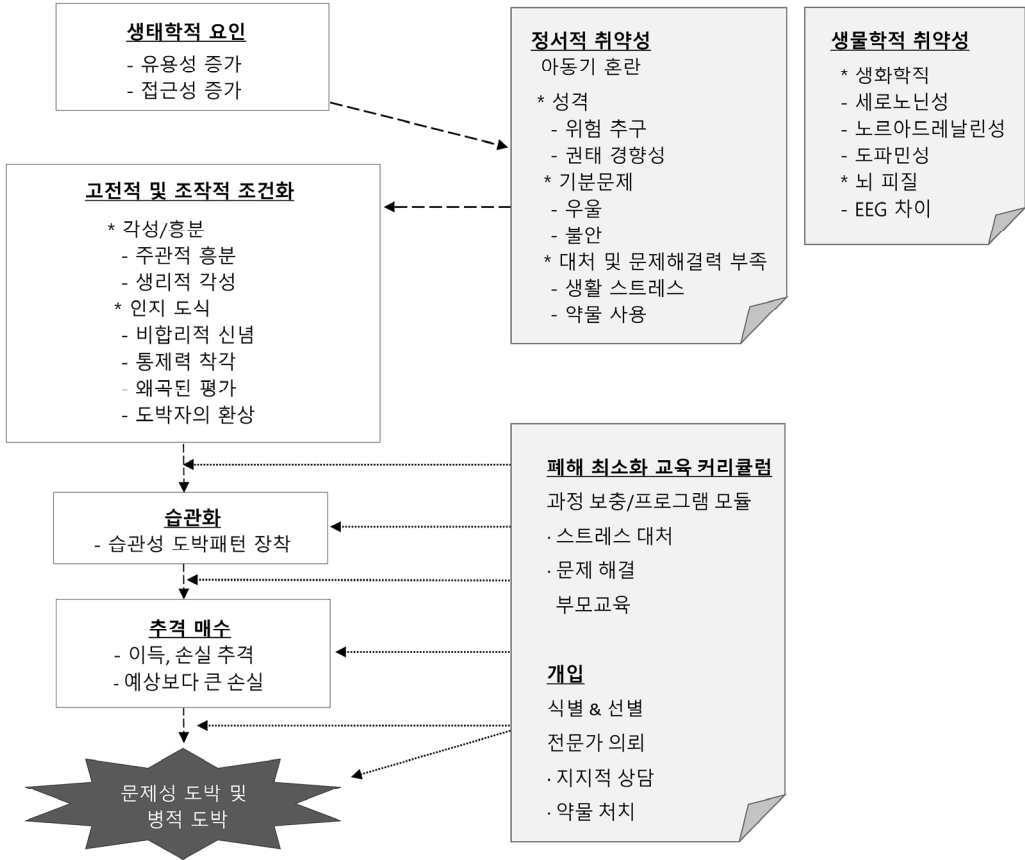 생태학적 요인
- 유용성 증가
- 접근성 증가
정서적 취약성
아동기 혼란
* 성격
- 위험 추구
- 권태 경향성
* 기분문제
- 우울
- 불안
* 대처 및 문제해결력 부족
- 생활 스트레스
- 약물 사용
생물학적 취약성
* 생화학적
- 세로노닌성
- 노르아드레날린성
- 도파민성
* 뇌 피질
- EEG 차이
고전적 및 조작적 조건화
* 각성/흥분
- 주관적 흥분
- 생리적 각성
* 인지 도식
- 비합리적 신념
- 통제력 착각
- 왜곡된 평가
- 도박자의 환상
습관화
- 습관성 도박패턴 장착
추격 매수
- 이득, 손실 추격
- 예상보다 큰 손실
문제성 도박 및
병적 도박
폐해 최소화 교육 커리큘럼
과정 보충/프로그램 모듈
· 스트레스 대처
· 문제 해결
부모교육
개입
식별 & 선별
전문가 의뢰
· 지지적 상담
· 약물 처치